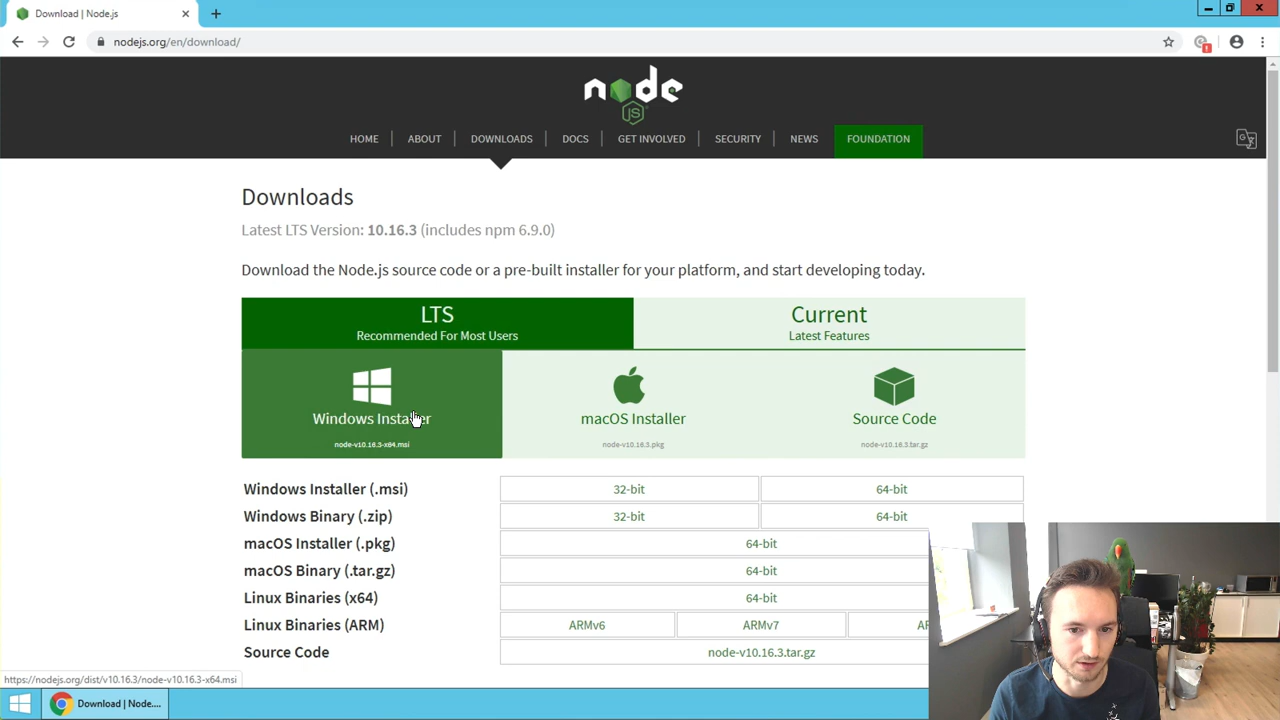 Download | Node.js
nodejs.org/en/download/
node
JS
HOME ABOUT DOWNLOADS DOCS GET INVOLVED SECURITY NEWS FOUNDATION
Downloads
Latest LTS Version: 10.16.3 (includes npm 6.9.0)
Download the Node.js source code or a pre-built installer for your platform, and start developing today.
LTS
Recommended For Most Users
Current
Latest Features
Windows Installer
node-v10.16.3-x64.msi
macOS Installer
node-v10.16.3.pkg
Source Code
node-v10.16.3.tar.gz
Windows Installer (.msi) 32-bit 64-bit
Windows Binary (.zip) 32-bit 64-bit
macOS Installer (.pkg) 64-bit
macOS Binary (.tar.gz) 64-bit
Linux Binaries (x64) 64-bit
Linux Binaries (ARM) ARMv6 ARMv7
Source Code node-v10.16.3.tar.gz
https://nodejs.org/dist/v10.16.3/node-v10.16.3-x64.msi
Download | Node....